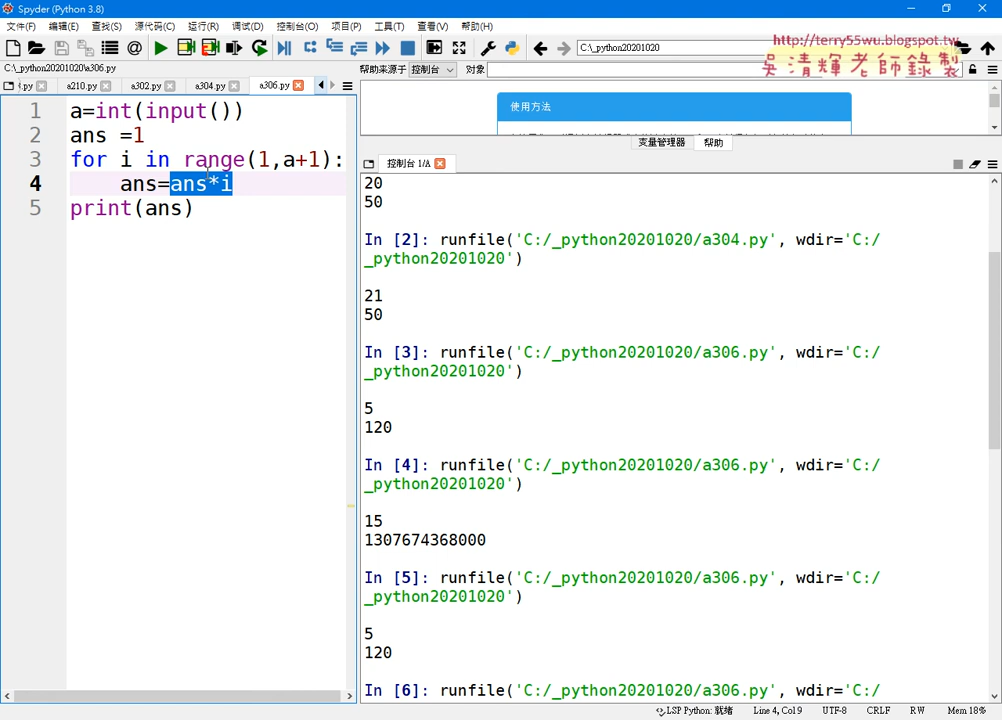 Spyder (Python 3.8)
文件(F) 编辑(E) 查找(S) 源代码(C) 运行(R) 调试(D) 控制台(O) 项目(P) 工具(T) 查看(V) 帮助(H)
C:\_python20201020
http://terry55wu.blogspot.tw
吳清輝老師錄製
C:\_python20201020\a306.py
帮助来源于 控制台 对象
.py a210.py a302.py a304.py a306.py
使用方法
变量管理器 帮助
控制台 1/A
1 a=int(input())
2 ans =1
3 for i in range(1,a+1):
4 ans=ans*i
5 print(ans)
20
50
In [2]: runfile('C:/_python20201020/a304.py', wdir='C:/
_python20201020')
21
50
In [3]: runfile('C:/_python20201020/a306.py', wdir='C:/
_python20201020')
5
120
In [4]: runfile('C:/_python20201020/a306.py', wdir='C:/
_python20201020')
15
1307674368000
In [5]: runfile('C:/_python20201020/a306.py', wdir='C:/
_python20201020')
5
120
In [6]: runfile('C:/_python20201020/a306.py', wdir='C:/
LSP Python: 就绪 Line 4, Col 9 UTF-8 CRLF RW Mem 18%